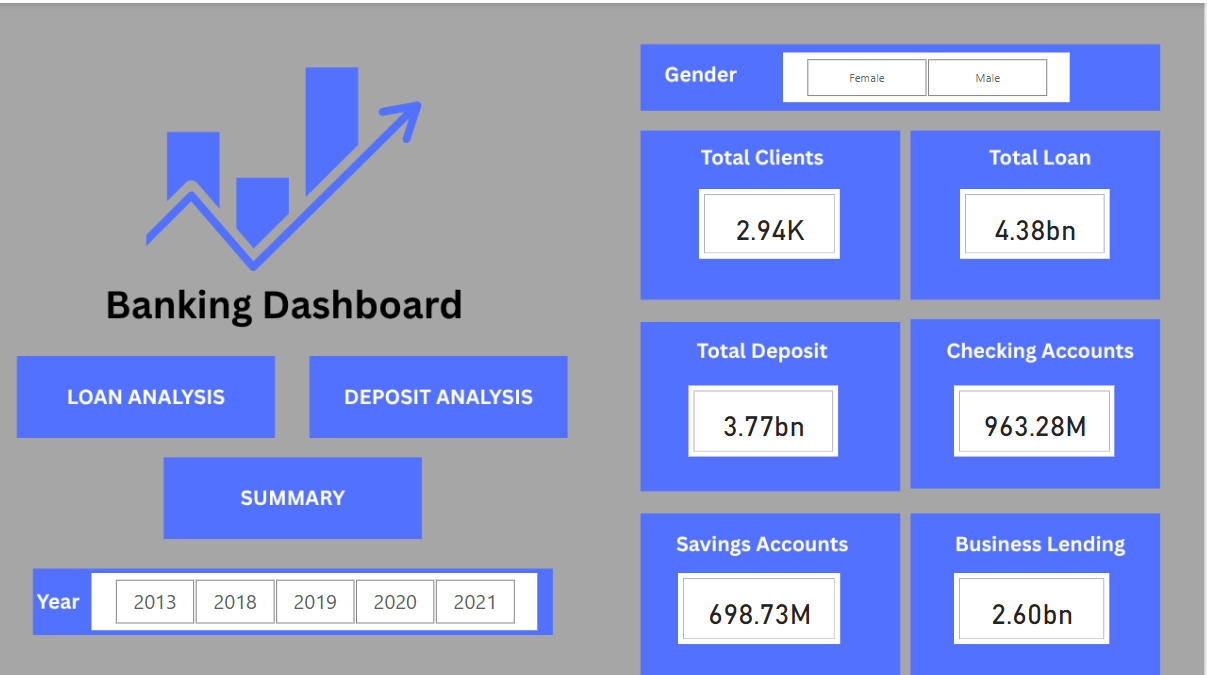 Banking Dashboard
LOAN ANALYSIS
DEPOSIT ANALYSIS
SUMMARY
Year
2013 2018 2019 2020 2021
Gender
Female Male
Total Clients
2.94K
Total Loan
4.38bn
Total Deposit
3.77bn
Checking Accounts
963.28M
Savings Accounts
698.73M
Business Lending
2.60bn